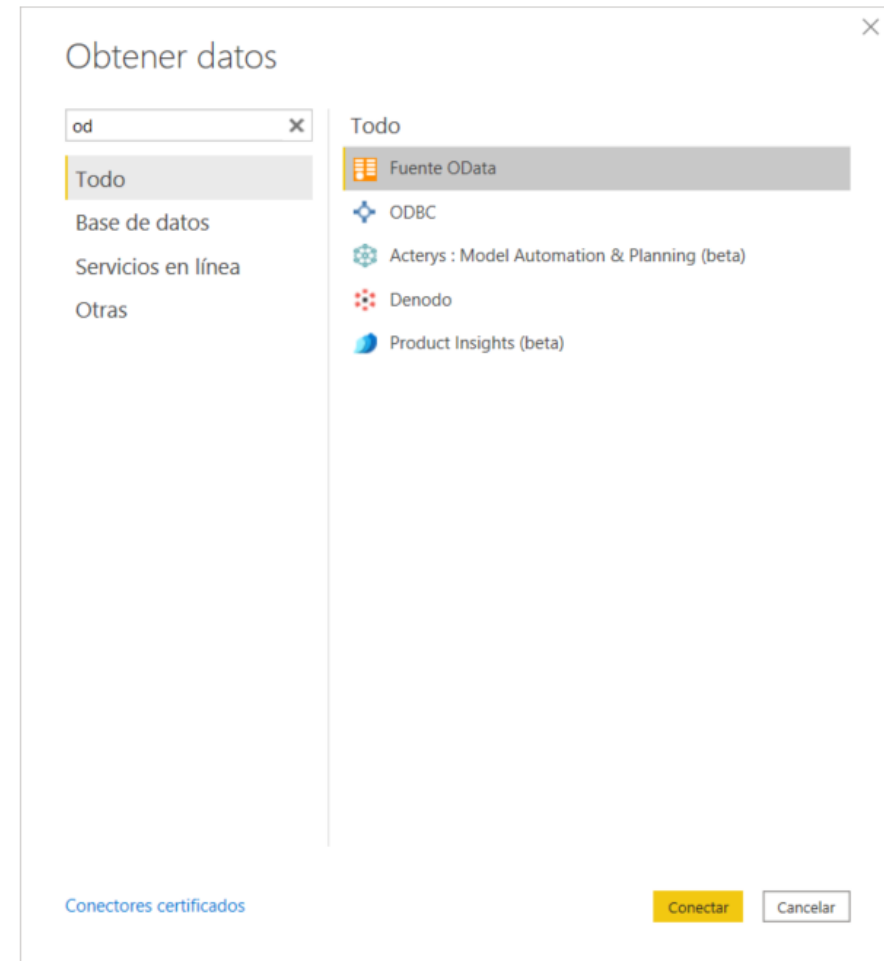 Obtener datos
od
Todo
Base de datos
Servicios en línea
Otras
Todo
Fuente OData
ODBC
Acterys : Model Automation & Planning (beta)
Denodo
Product Insights (beta)
Conectores certificados
Conectar
Cancelar